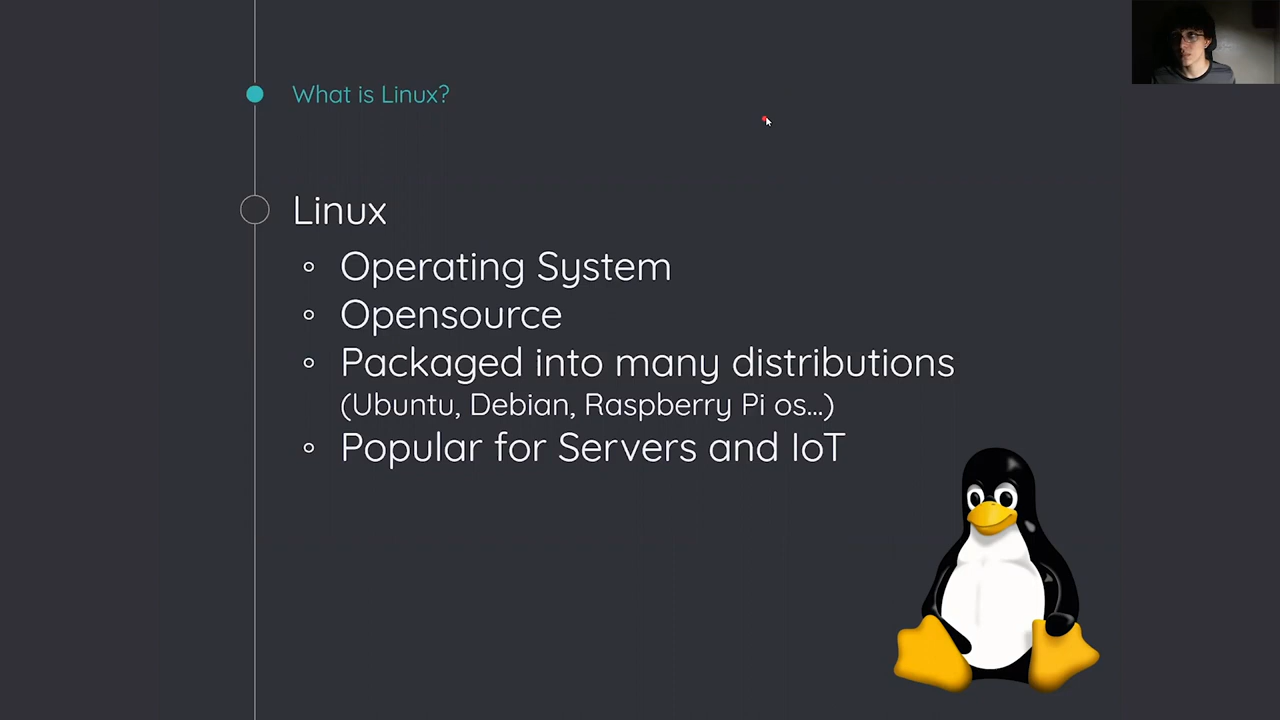 What is Linux?
Linux
Operating System
Opensource
Packaged into many distributions
(Ubuntu, Debian, Raspberry Pi os...)
Popular for Servers and IoT